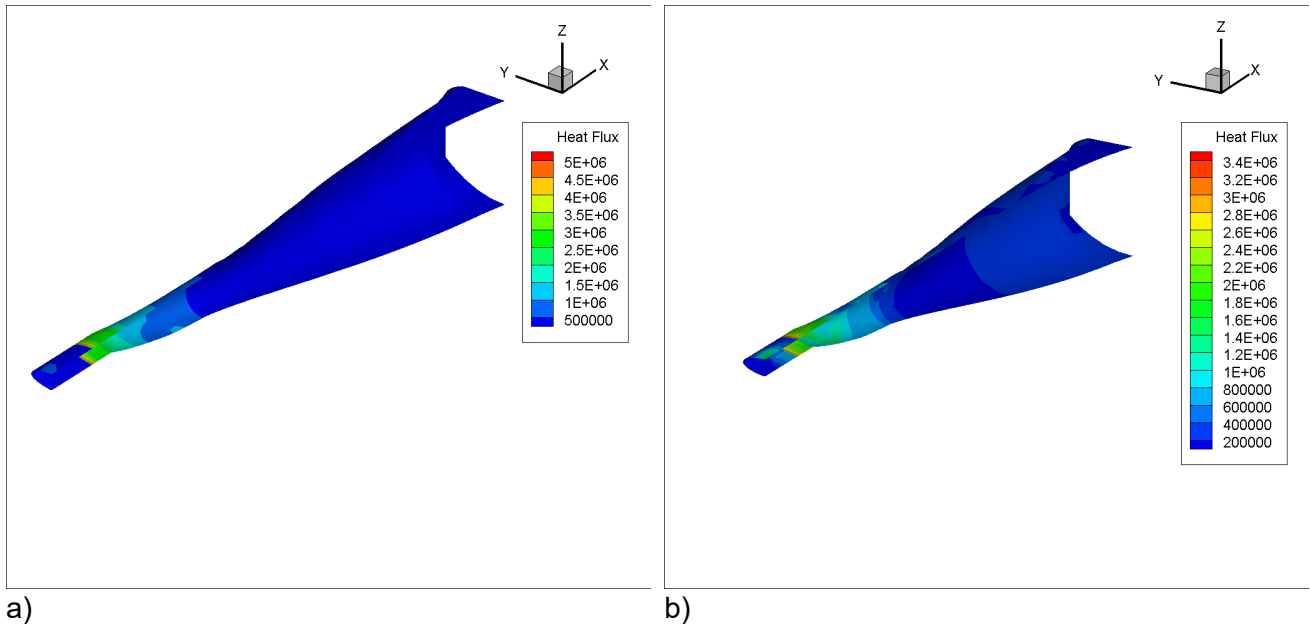 Z
Y
X
Heat Flux
5E+06
4.5E+06
4E+06
3.5E+06
3E+06
2.5E+06
2E+06
1.5E+06
1E+06
500000
a)
Z
Y
X
Heat Flux
3.4E+06
3.2E+06
3E+06
2.8E+06
2.6E+06
2.4E+06
2.2E+06
2E+06
1.8E+06
1.6E+06
1.4E+06
1.2E+06
1E+06
800000
600000
400000
200000
b)